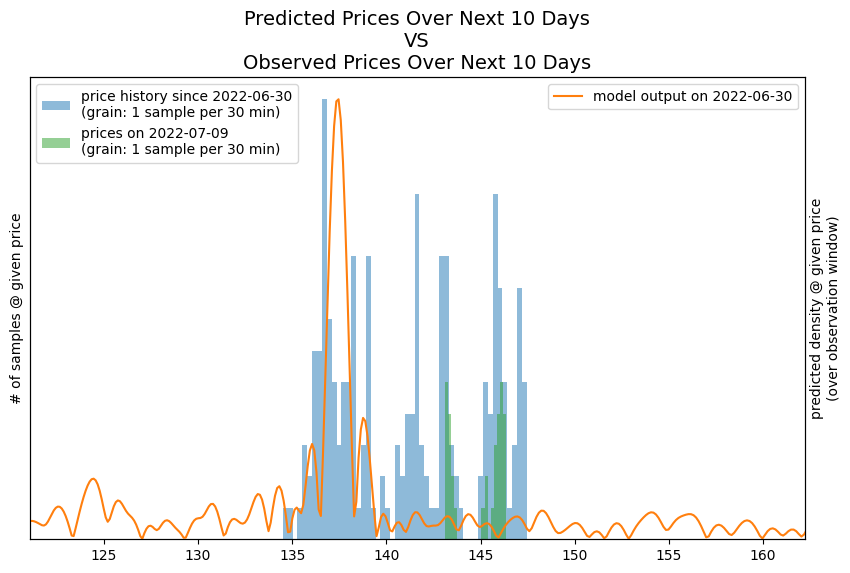 Predicted Prices Over Next 10 Days
VS
Observed Prices Over Next 10 Days
price history since 2022-06-30
(grain: 1 sample per 30 min)
prices on 2022-07-09
(grain: 1 sample per 30 min)
model output on 2022-06-30
# of samples @ given price
predicted density @ given price
(over observation window)
125
130
135
140
145
150
155
160